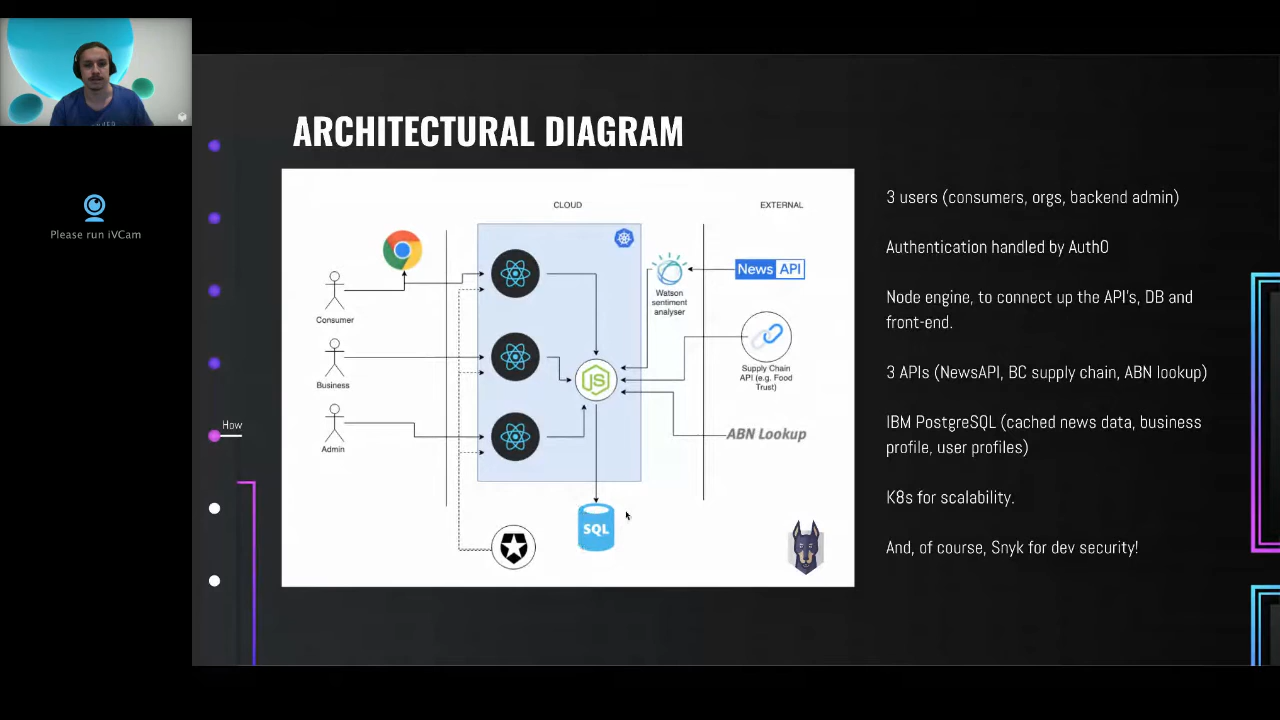 Please run iVCam
ARCHITECTURAL DIAGRAM
CLOUD
EXTERNAL
Consumer
Business
Admin
Watson
sentiment
analyser
News API
Supply Chain
API (e.g. Food
Trust)
JS
ABN Lookup
SQL
How
3 users (consumers, orgs, backend admin)
Authentication handled by Auth0
Node engine, to connect up the API's, DB and
front-end.
3 APIs (NewsAPI, BC supply chain, ABN lookup)
IBM PostgreSQL (cached news data, business
profile, user profiles)
K8s for scalability.
And, of course, Snyk for dev security!